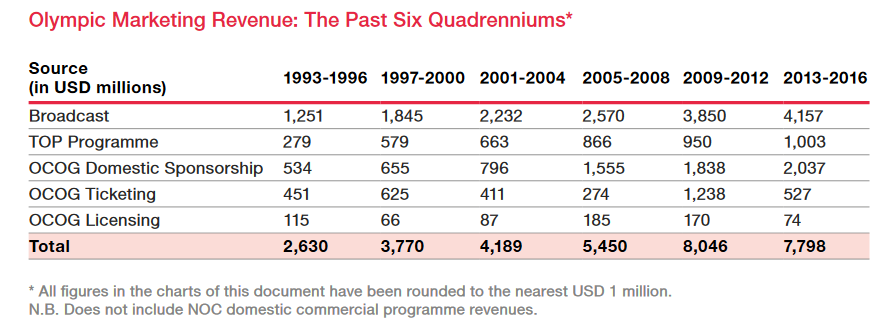 Olympic Marketing Revenue: The Past Six Quadrenniums*
Source
(in USD millions) 1993-1996 1997-2000 2001-2004 2005-2008 2009-2012 2013-2016
Broadcast 1,251 1,845 2,232 2,570 3,850 4,157
TOP Programme 279 579 663 866 950 1,003
OCOG Domestic Sponsorship 534 655 796 1,555 1,838 2,037
OCOG Ticketing 451 625 411 274 1,238 527
OCOG Licensing 115 66 87 185 170 74
Total 2,630 3,770 4,189 5,450 8,046 7,798
* All figures in the charts of this document have been rounded to the nearest USD 1 million.
N.B. Does not include NOC domestic commercial programme revenues.